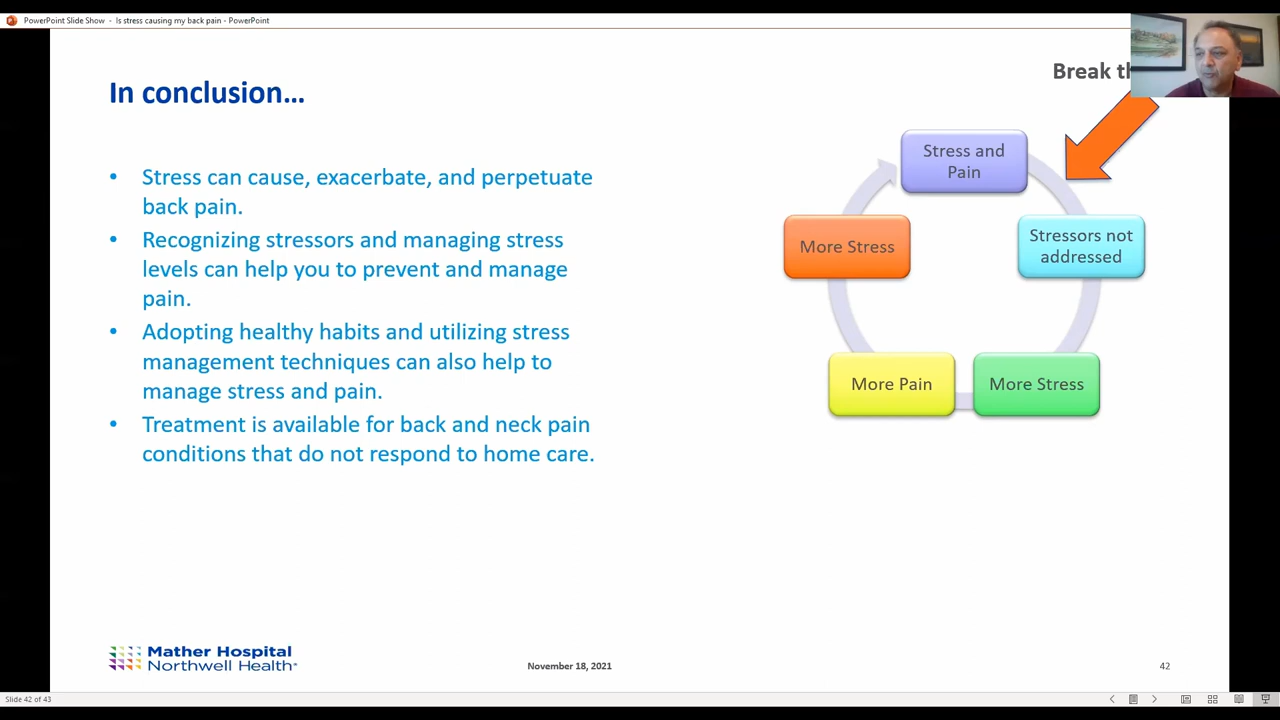 PowerPoint Slide Show - Is stress causing my back pain - PowerPoint
In conclusion…
• Stress can cause, exacerbate, and perpetuate
back pain.
• Recognizing stressors and managing stress
levels can help you to prevent and manage
pain.
• Adopting healthy habits and utilizing stress
management techniques can also help to
manage stress and pain.
• Treatment is available for back and neck pain
conditions that do not respond to home care.
Break
Stress and
Pain
Stressors not
addressed
More Stress
More Pain
More Stress
Mather Hospital
Northwell Health®
November 18, 2021
42
Slide 42 of 43